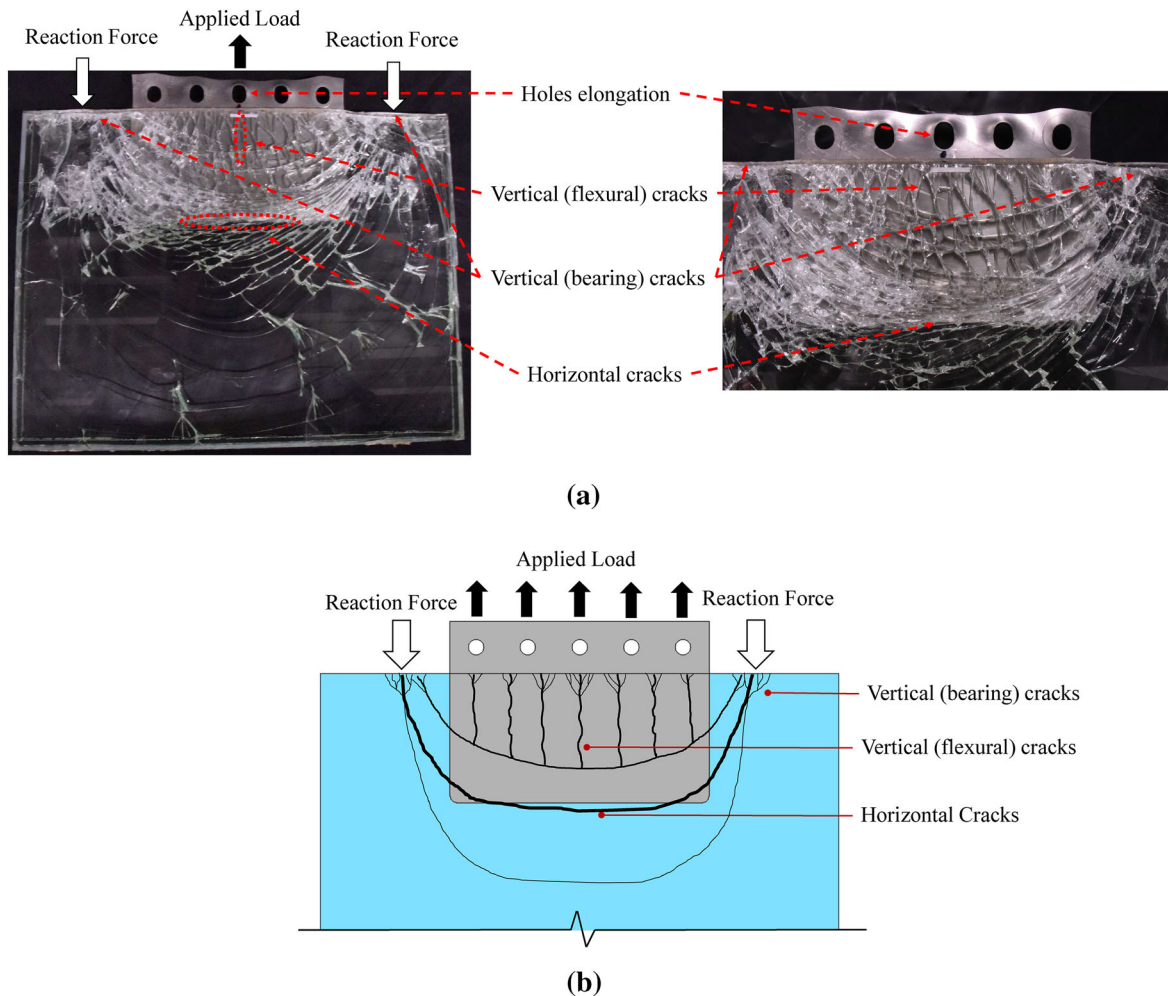 Applied Load
Reaction Force
Reaction Force
Holes elongation
Vertical (flexural) cracks
Vertical (bearing) cracks
Horizontal cracks
(a)
Applied Load
Reaction Force
Reaction Force
Vertical (bearing) cracks
Vertical (flexural) cracks
Horizontal Cracks
(b)